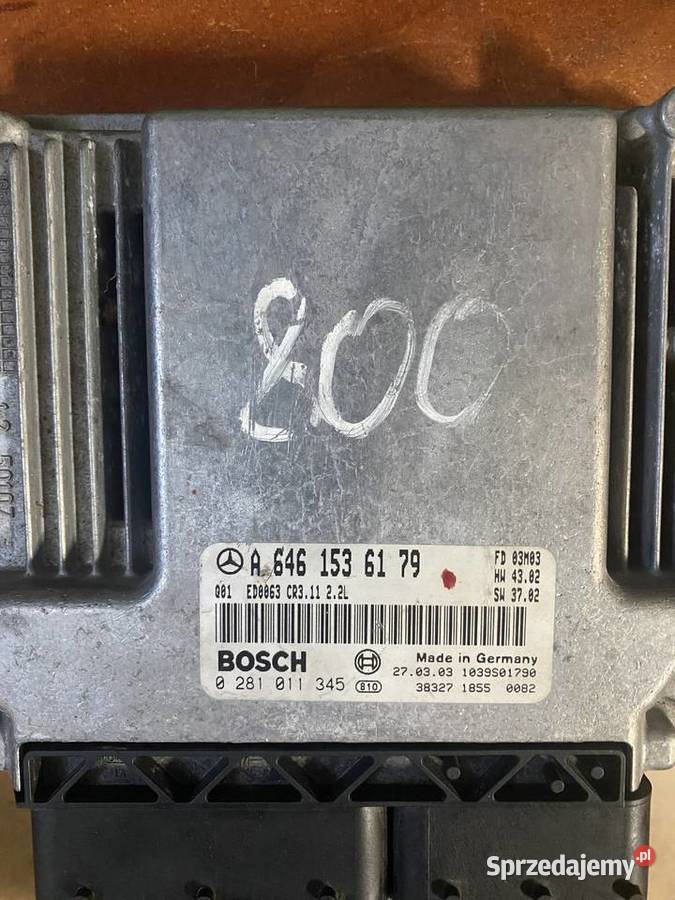 800
A 646 153 61 79
FD 03M03
HW 43.02
SW 37.02
Q01 ED0063 CR3.11 2.2L
BOSCH
Made in Germany
27.03.03 1039S01790
0 281 011 345 810
38327 1855 0082
Sprzedajemy.pl